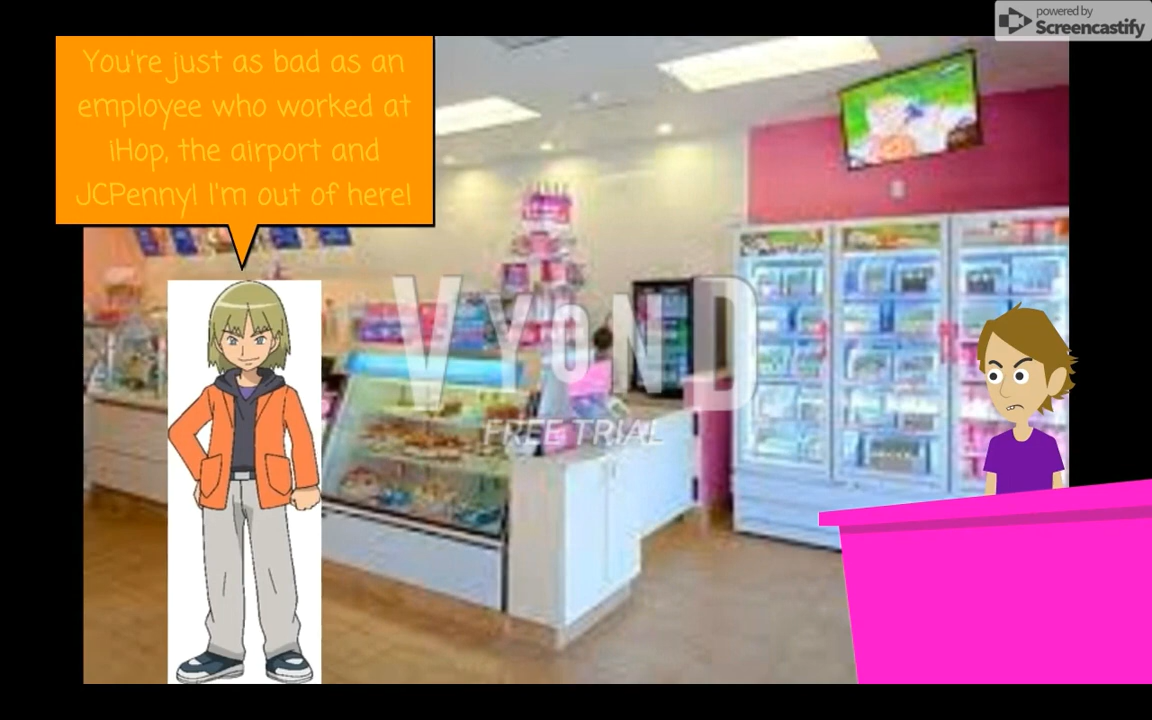 powered by
Screencastify
You're just as bad as an
employee who worked at
iHop, the airport and
JCPenny! I'm out of here!
VYOND
FREE TRIAL